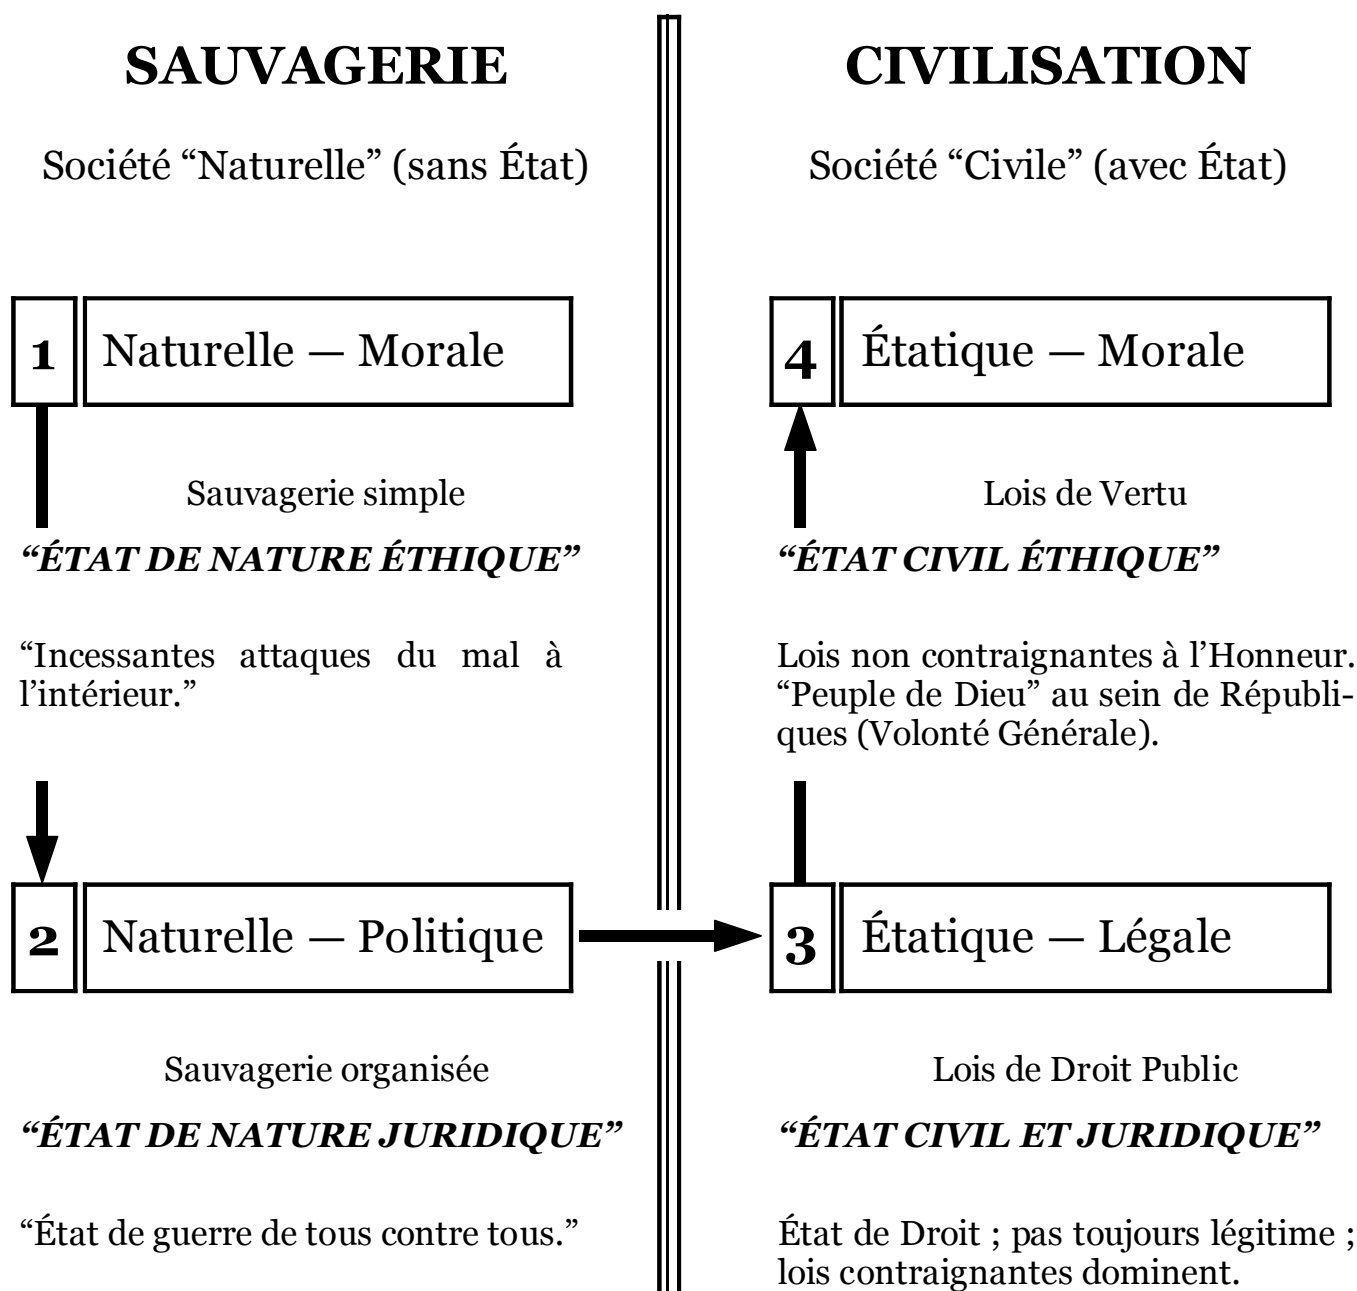 SAUVAGERIE
Société “Naturelle” (sans État)
1
Naturelle — Morale
Sauvagerie simple
“ÉTAT DE NATURE ÉTHIQUE”
“Incessantes attaques du mal à
l’intérieur.”
2
Naturelle — Politique
Sauvagerie organisée
“ÉTAT DE NATURE JURIDIQUE”
“État de guerre de tous contre tous.”
CIVILISATION
Société “Civile” (avec État)
4
Étatique — Morale
Lois de Vertu
“ÉTAT CIVIL ÉTHIQUE”
Lois non contraignantes à l’Honneur.
“Peuple de Dieu” au sein de Républi-
ques (Volonté Générale).
3
Étatique — Légale
Lois de Droit Public
“ÉTAT CIVIL ET JURIDIQUE”
État de Droit ; pas toujours légitime ;
lois contraignantes dominent.